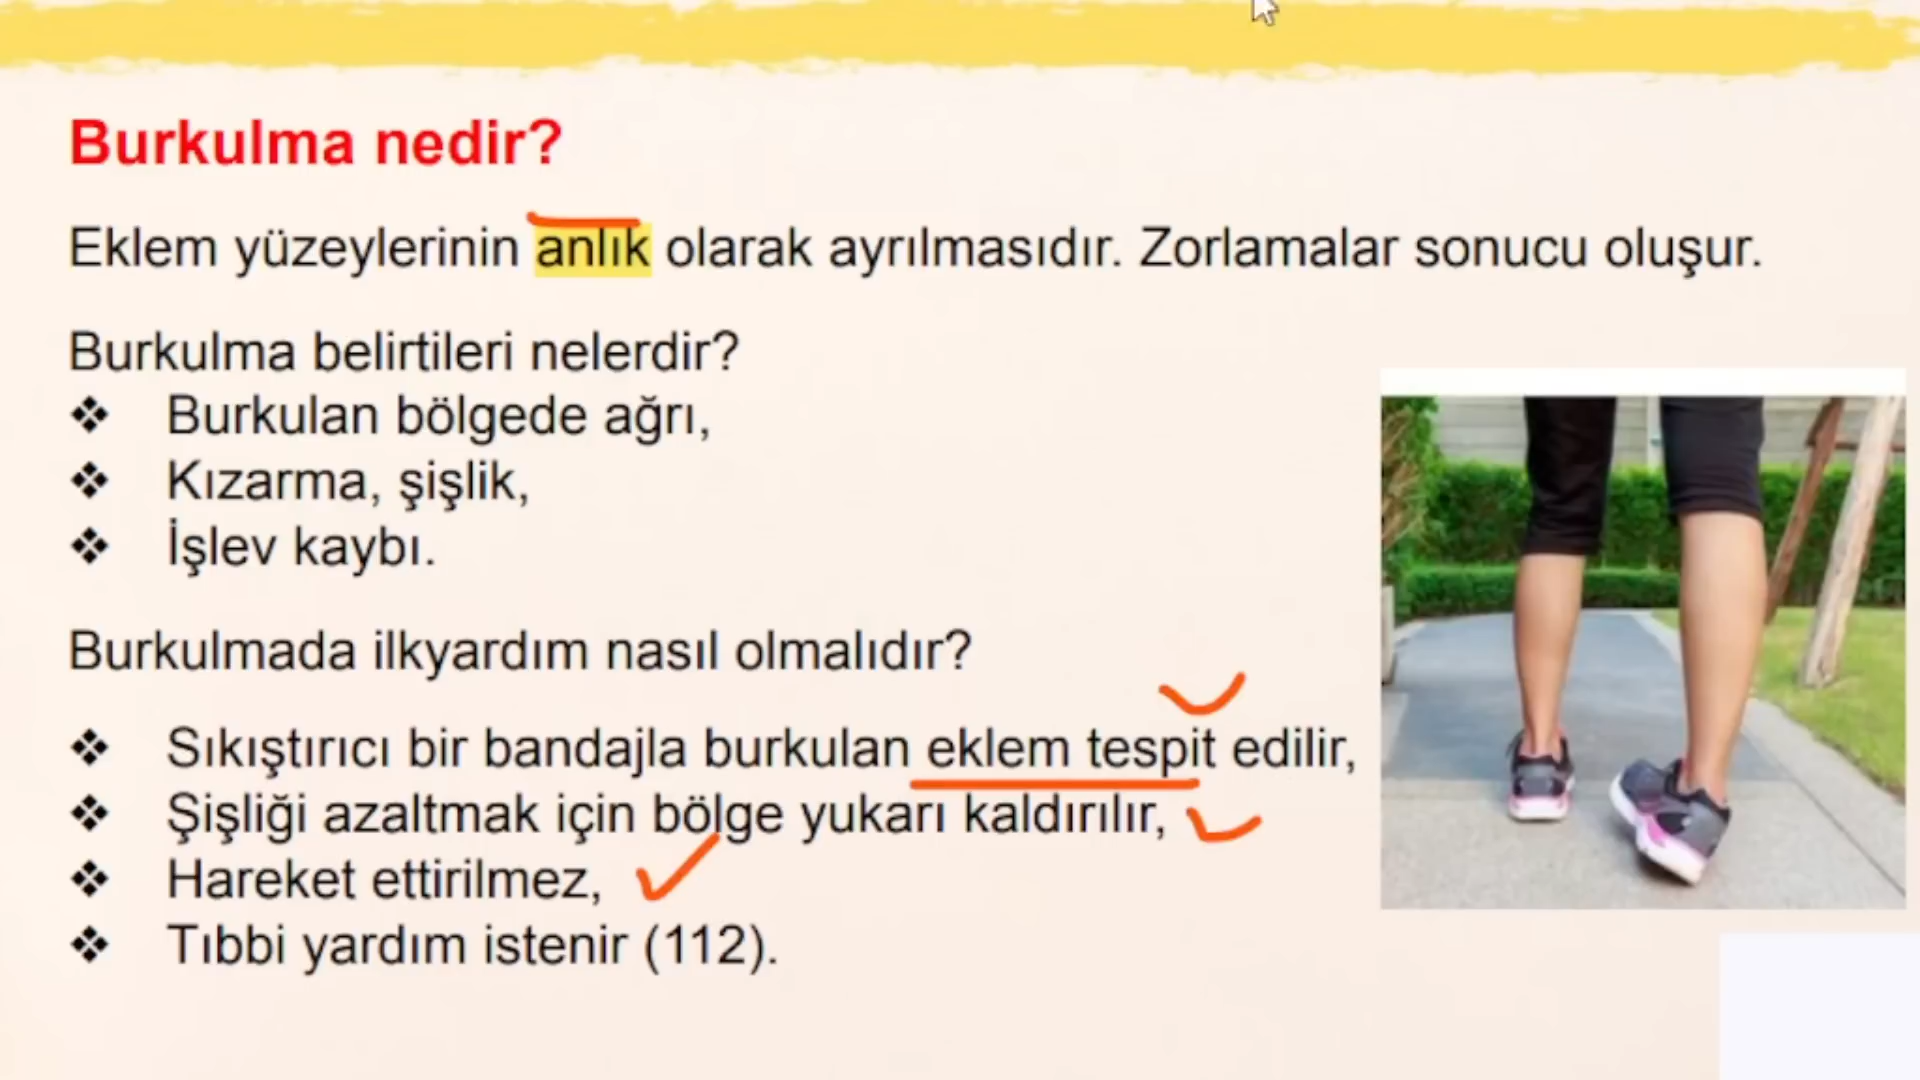 Burkulma nedir?
Eklem yüzeylerinin anlık olarak ayrılmasıdır. Zorlamalar sonucu oluşur.
Burkulma belirtileri nelerdir?
❖ Burkulan bölgede ağrı,
❖ Kızarma, şişlik,
❖ İşlev kaybı.
Burkulmada ilkyardım nasıl olmalıdır?
❖ Sıkıştırıcı bir bandajla burkulan eklem tespit edilir,
❖ Şişliği azaltmak için bölge yukarı kaldırılır,
❖ Hareket ettirilmez,
❖ Tıbbi yardım istenir (112).